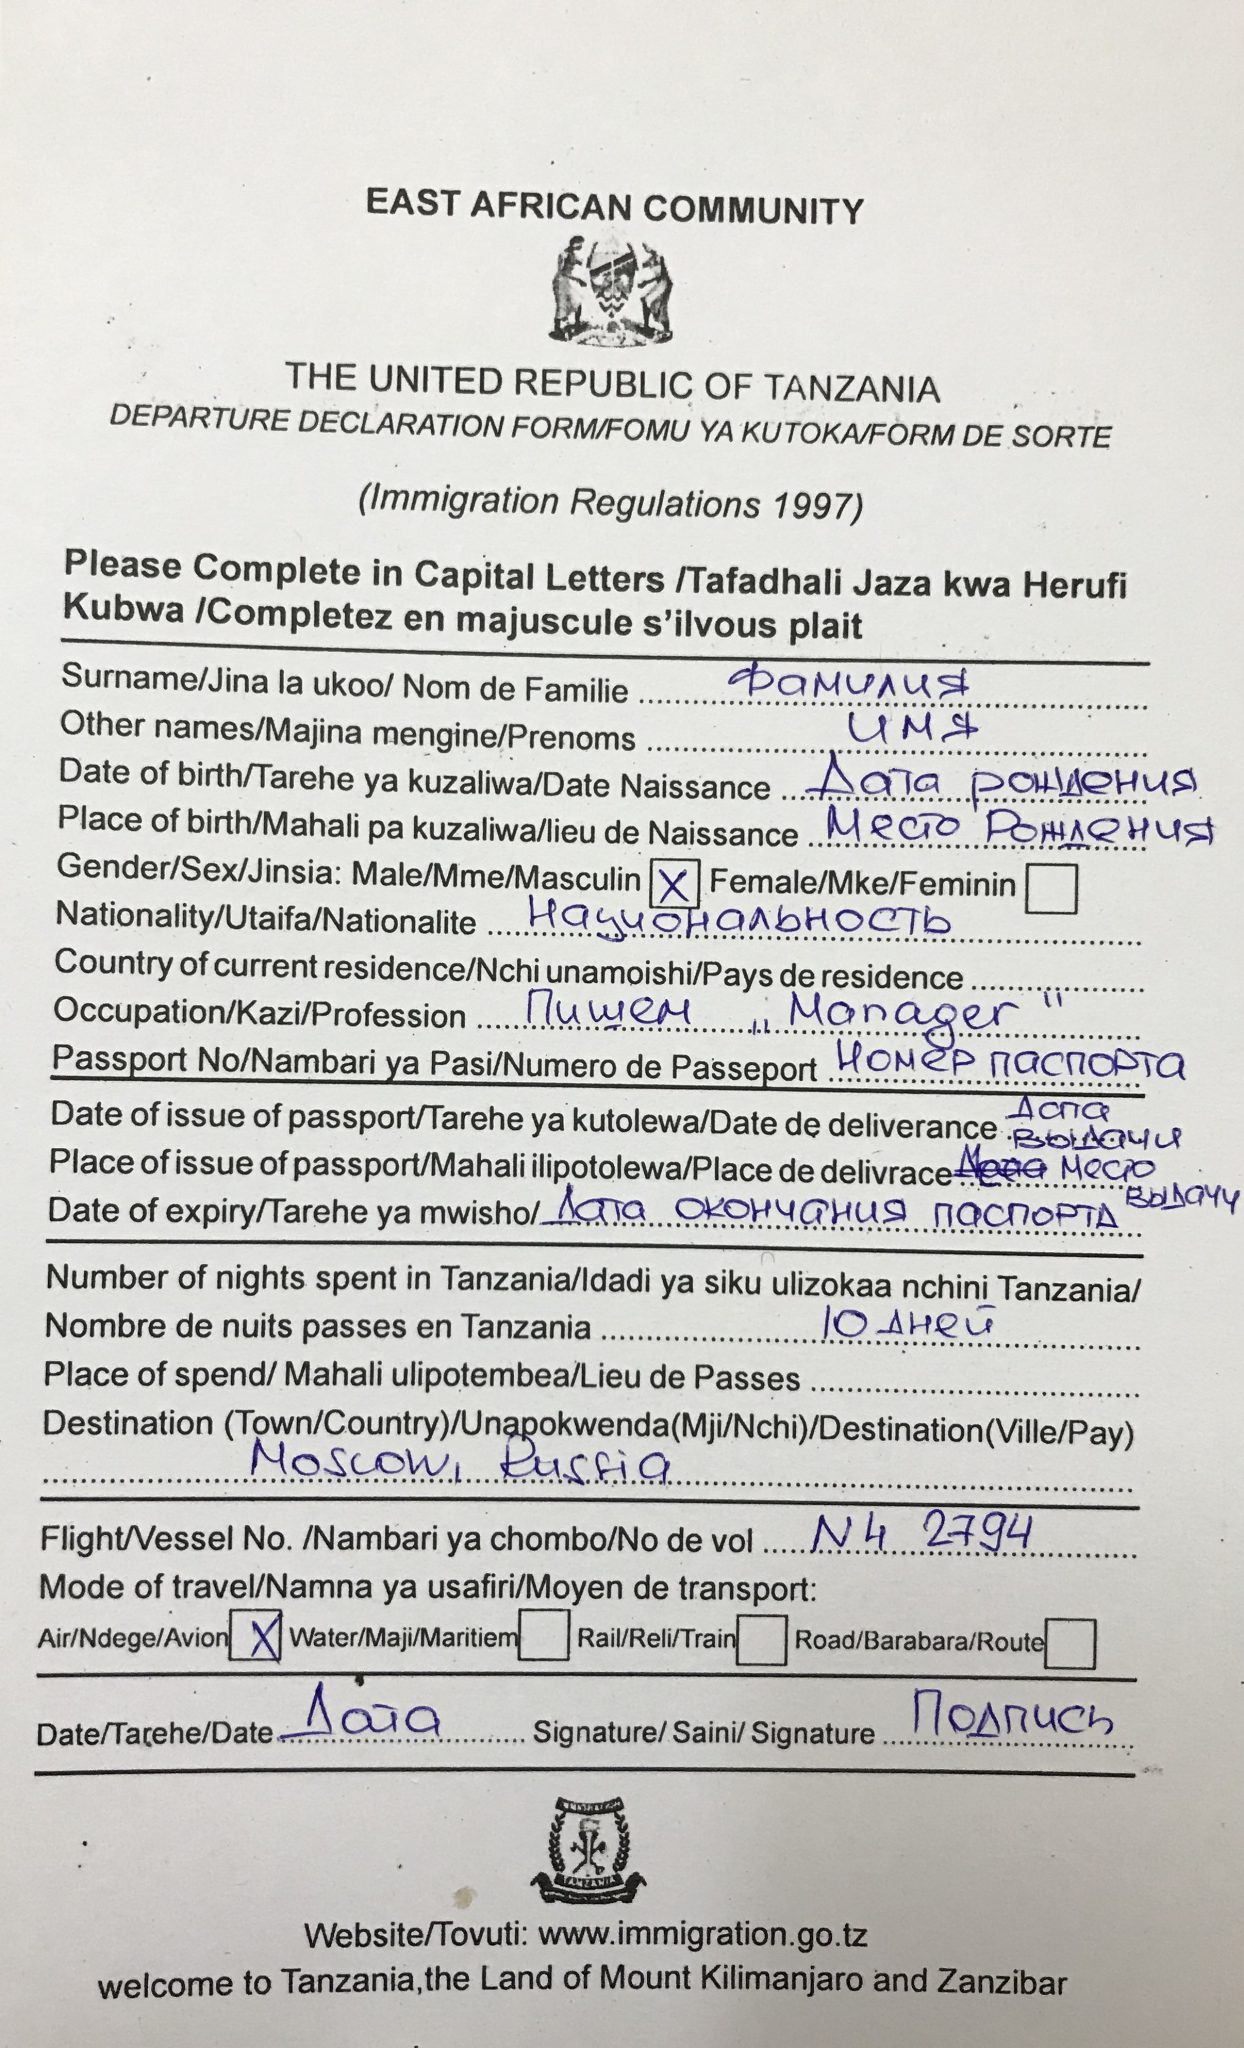 EAST AFRICAN COMMUNITY
THE UNITED REPUBLIC OF TANZANIA
DEPARTURE DECLARATION FORM/FOMU YA KUTOKA/FORM DE SORTE
(Immigration Regulations 1997)
Please Complete in Capital Letters /Tafadhali Jaza kwa Herufi
Kubwa /Completez en majuscule s'ilvous plait
Surname/Jina la ukoo/ Nom de Familie Фамилия
Other names/Majina mengine/Prenoms имя
Date of birth/Tarehe ya kuzaliwa/Date Naissance Дата рождения
Place of birth/Mahali pa kuzaliwa/lieu de Naissance Место Рождения
Gender/Sex/Jinsia: Male/Mme/Masculin X Female/Mke/Feminin
Nationality/Utaifa/Nationalite Национальность
Country of current residence/Nchi unamoishi/Pays de residence
Occupation/Kazi/Profession Пишем „Manager"
Passport No/Nambari ya Pasi/Numero de Passeport Номер паспорта
Date of issue of passport/Tarehe ya kutolewa/Date de deliverance Дата выдачи
Place of issue of passport/Mahali ilipotolewa/Place de delivrace Место выдачу
Date of expiry/Tarehe ya mwisho/ Дата окончания паспорта
Number of nights spent in Tanzania/Idadi ya siku ulizokaa nchini Tanzania/
Nombre de nuits passes en Tanzania 10 дней
Place of spend/ Mahali ulipotembea/Lieu de Passes
Destination (Town/Country)/Unapokwenda(Mji/Nchi)/Destination(Ville/Pay)
Moscow, Russia
Flight/Vessel No. /Nambari ya chombo/No de vol N4 2794
Mode of travel/Namna ya usafiri/Moyen de transport:
Air/Ndege/Avion X Water/Maji/Maritiem Rail/Reli/Train Road/Barabara/Route
Date/Tarehe/Date Дата Signature/ Saini/ Signature Подпись
Website/Tovuti: www.immigration.go.tz
welcome to Tanzania,the Land of Mount Kilimanjaro and Zanzibar